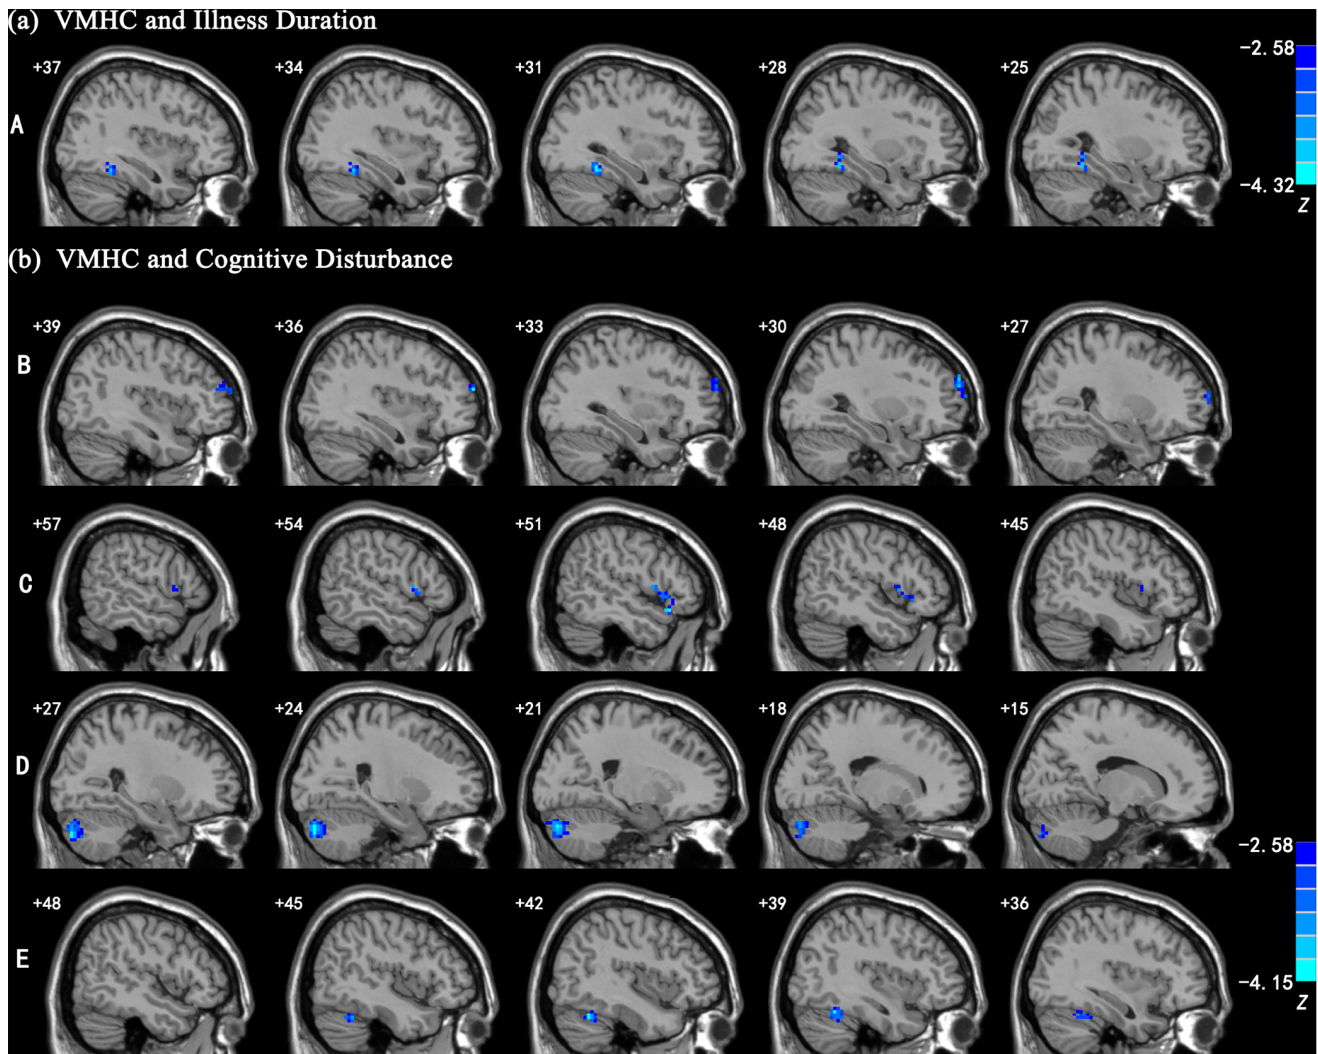 (a) VMHC and Illness Duration
+37 +34 +31 +28 +25 -2.58
A
-4.32
Z
(b) VMHC and Cognitive Disturbance
+39 +36 +33 +30 +27
B
+57 +54 +51 +48 +45
C
+27 +24 +21 +18 +15
D
-2.58
+48 +45 +42 +39 +36
E
-4.15
Z